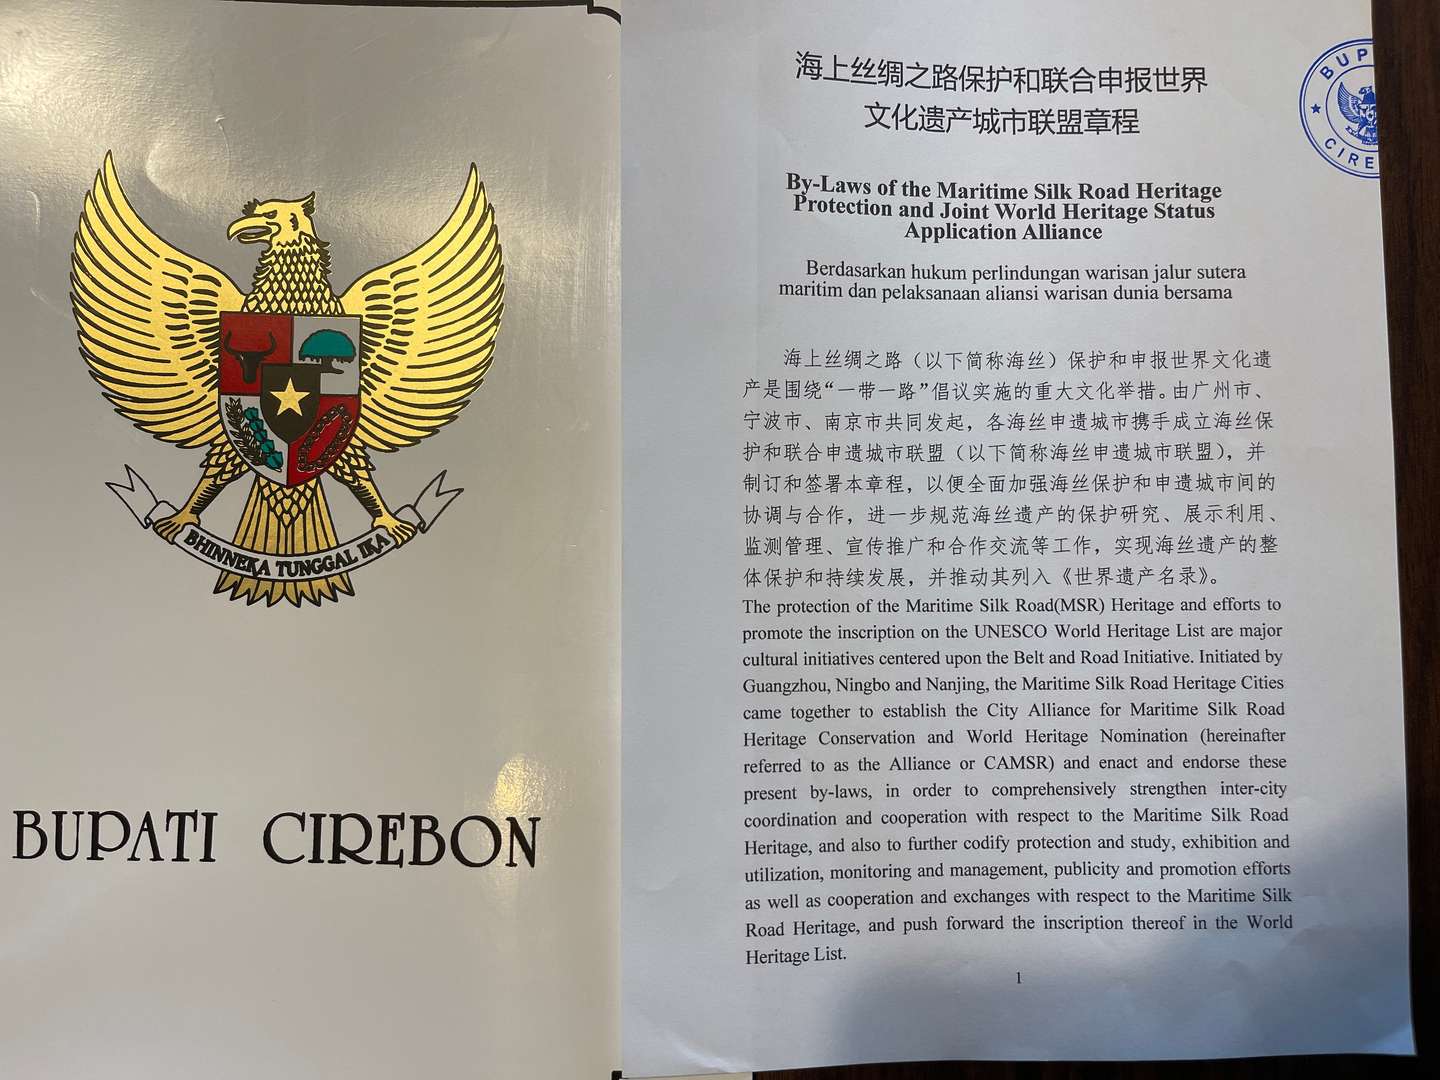 BHINNEKA TUNGGAL IKA
BUPATI CIREBON
海上丝绸之路保护和联合申报世界
文化遗产城市联盟章程
By-Laws of the Maritime Silk Road Heritage
Protection and Joint World Heritage Status
Application Alliance
Berdasarkan hukum perlindungan warisan jalur sutera
maritim dan pelaksanaan aliansi warisan dunia bersama
海上丝绸之路（以下简称海丝）保护和申报世界文化遗
产是围绕“一带一路”倡议实施的重大文化举措。由广州市、
宁波市、南京市共同发起，各海丝申遗城市携手成立海丝保
护和联合申遗城市联盟（以下简称海丝申遗城市联盟），并
制订和签署本章程，以便全面加强海丝保护和申遗城市间的
协调与合作，进一步规范海丝遗产的保护研究、展示利用、
监测管理、宣传推广和合作交流等工作，实现海丝遗产的整
体保护和持续发展，并推动其列入《世界遗产名录》。
The protection of the Maritime Silk Road(MSR) Heritage and efforts to
promote the inscription on the UNESCO World Heritage List are major
cultural initiatives centered upon the Belt and Road Initiative. Initiated by
Guangzhou, Ningbo and Nanjing, the Maritime Silk Road Heritage Cities
came together to establish the City Alliance for Maritime Silk Road
Heritage Conservation and World Heritage Nomination (hereinafter
referred to as the Alliance or CAMSR) and enact and endorse these
present by-laws, in order to comprehensively strengthen inter-city
coordination and cooperation with respect to the Maritime Silk Road
Heritage, and also to further codify protection and study, exhibition and
utilization, monitoring and management, publicity and promotion efforts
as well as cooperation and exchanges with respect to the Maritime Silk
Road Heritage, and push forward the inscription thereof in the World
Heritage List.
1
BUP
CIRE